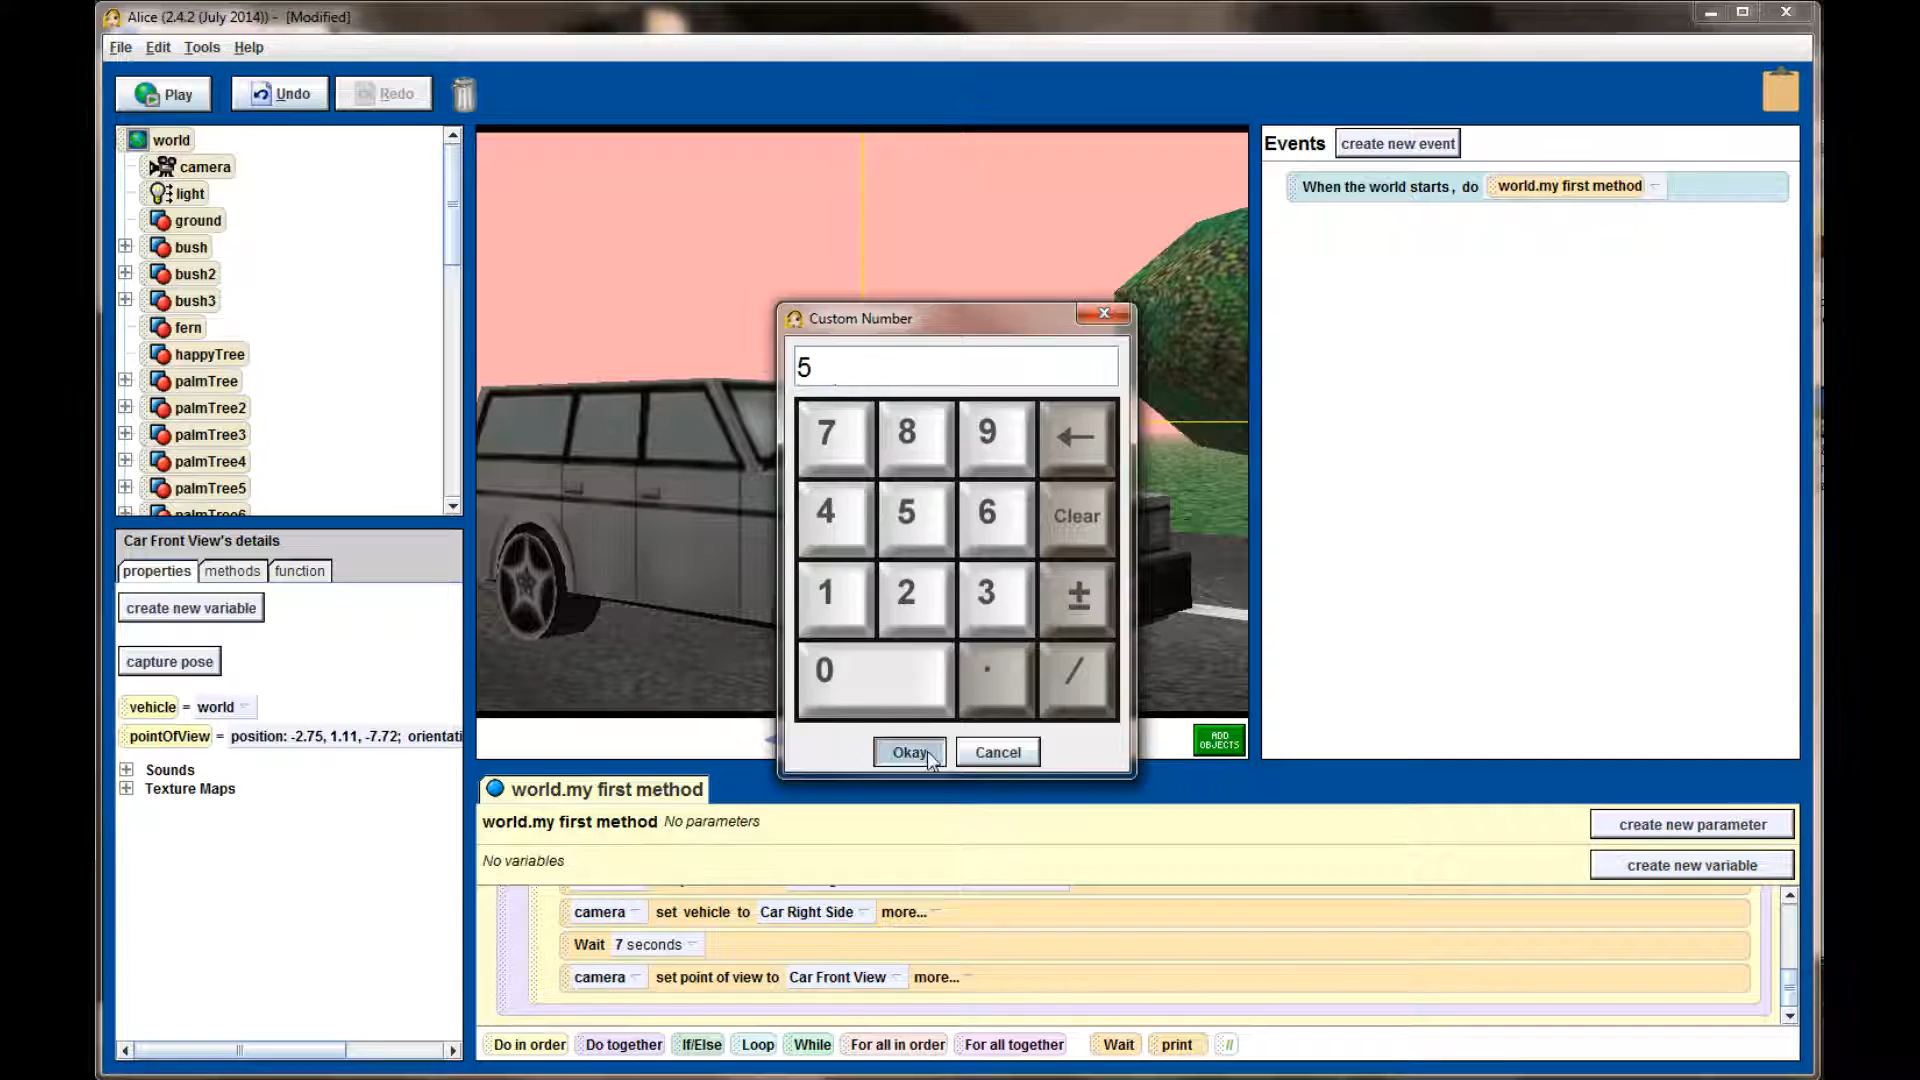 Alice (2.4.2 (July 2014)) - [Modified]
File Edit Tools Help
Play Undo Redo
world
camera
light
ground
bush
bush2
bush3
fern
happyTree
palmTree
palmTree2
palmTree3
palmTree4
palmTree5
palmTree6
Car Front View's details
properties methods function
create new variable
capture pose
vehicle = world
pointOfView = position: -2.75, 1.11, -7.72; orientati
Sounds
Texture Maps
Custom Number
5
7 8 9 ←
4 5 6 Clear
1 2 3 ±
0 . /
Okay Cancel
ADD
OBJECTS
Events create new event
When the world starts, do world.my first method
world.my first method
world.my first method No parameters
create new parameter
No variables
create new variable
camera set vehicle to Car Right Side more...
Wait 7 seconds
camera set point of view to Car Front View more...
Do in order Do together If/Else Loop While For all in order For all together Wait print //